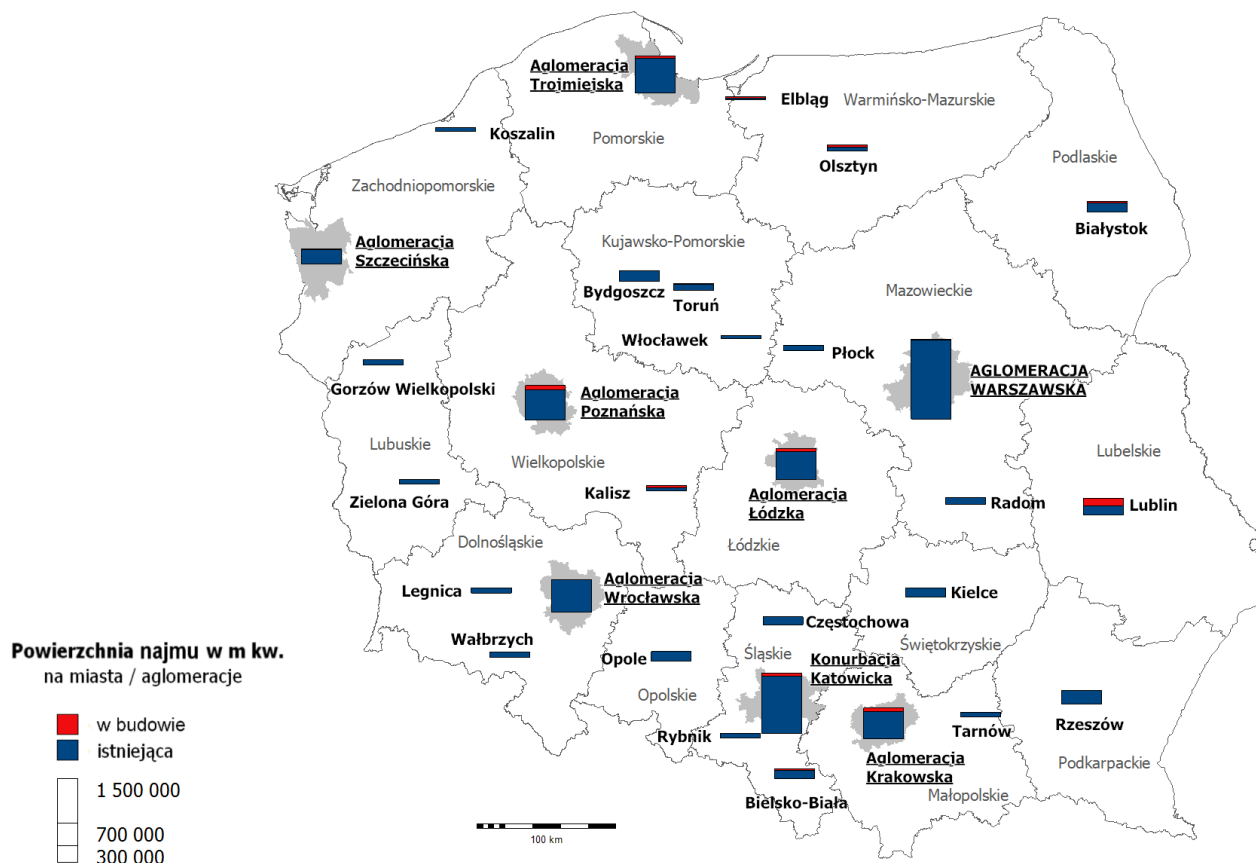 Aglomeracja
Trojmiejska
Elbląg
Warmińsko-Mazurskie
Koszalin
Pomorskie
Olsztyn
Podlaskie
Zachodniopomorskie
Białystok
Aglomeracja
Szczecińska
Kujawsko-Pomorskie
Bydgoszcz
Toruń
Mazowieckie
Włocławek
Płock
Gorzów Wielkopolski
Aglomeracja
Poznańska
AGLOMERACJA
WARSZAWSKA
Lubuskie
Wielkopolskie
Lubelskie
Zielona Góra
Kalisz
Aglomeracja
Łódzka
Radom
Lublin
Dolnośląskie
Łódzkie
Legnica
Aglomeracja
Wrocławska
Kielce
Częstochowa
Wałbrzych
Świętokrzyskie
Opole
Śląskie
Konurbacja
Katowicka
Opolskie
Rybnik
Tarnów
Rzeszów
Aglomeracja
Krakowska
Podkarpackie
Bielsko-Biała
Małopolskie
Powierzchnia najmu w m kw.
na miasta / aglomeracje
w budowie
istniejąca
1 500 000
700 000
300 000
100 km